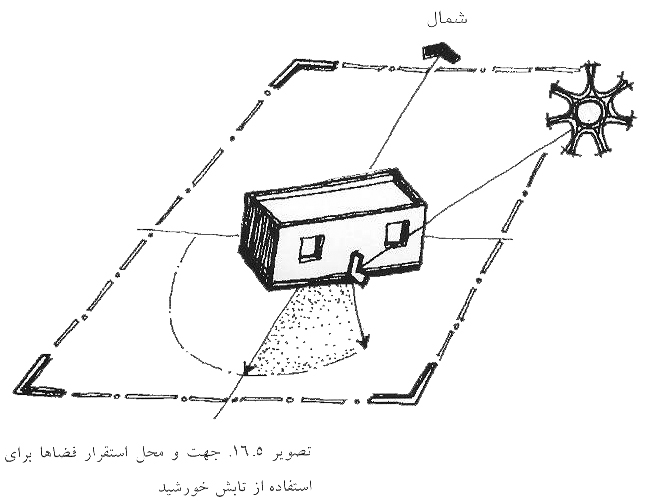 شمال
تصویر ۱۶.۵. جهت و محل استقرار فضاها برای
استفاده از تابش خورشید